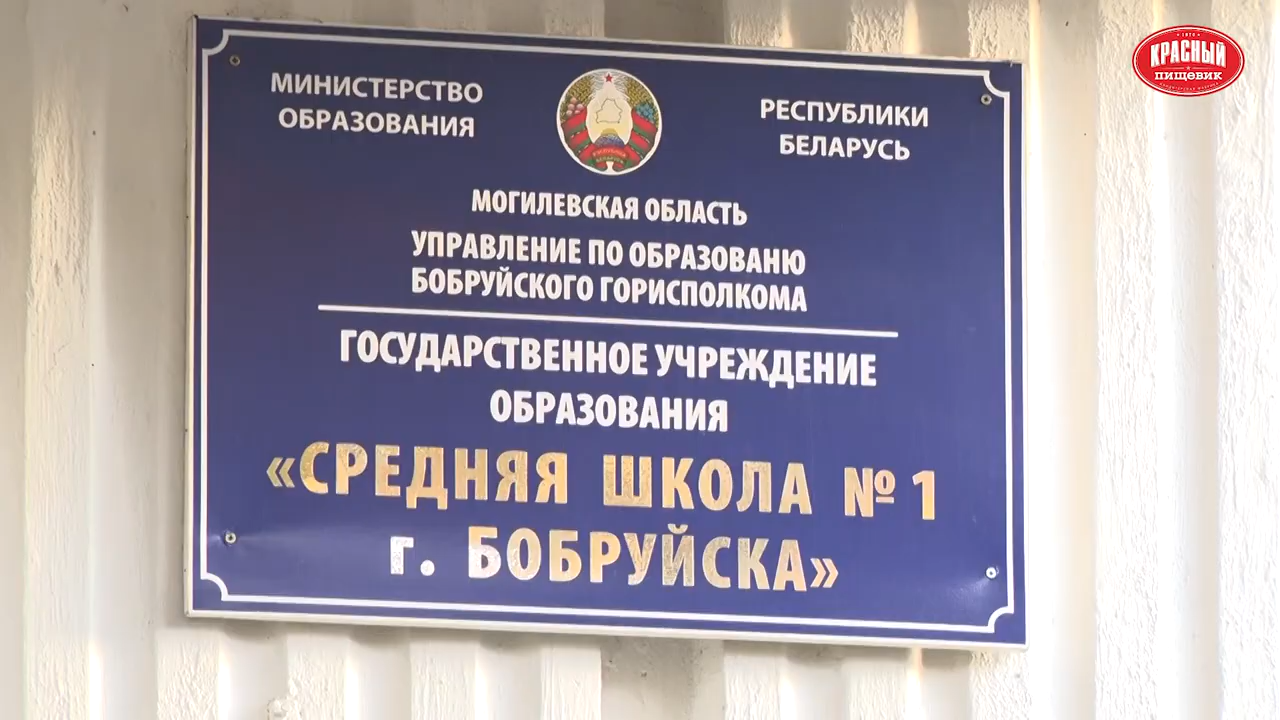 МИНИСТЕРСТВО
ОБРАЗОВАНИЯ
РЕСПУБЛИКИ
БЕЛАРУСЬ
МОГИЛЕВСКАЯ ОБЛАСТЬ
УПРАВЛЕНИЕ ПО ОБРАЗОВАНЮ
БОБРУЙСКОГО ГОРИСПОЛКОМА
ГОСУДАРСТВЕННОЕ УЧРЕЖДЕНИЕ
ОБРАЗОВАНИЯ
«СРЕДНЯЯ ШКОЛА № 1
г. БОБРУЙСКА»
КРАСНЫЙ
ПИЩЕВИК